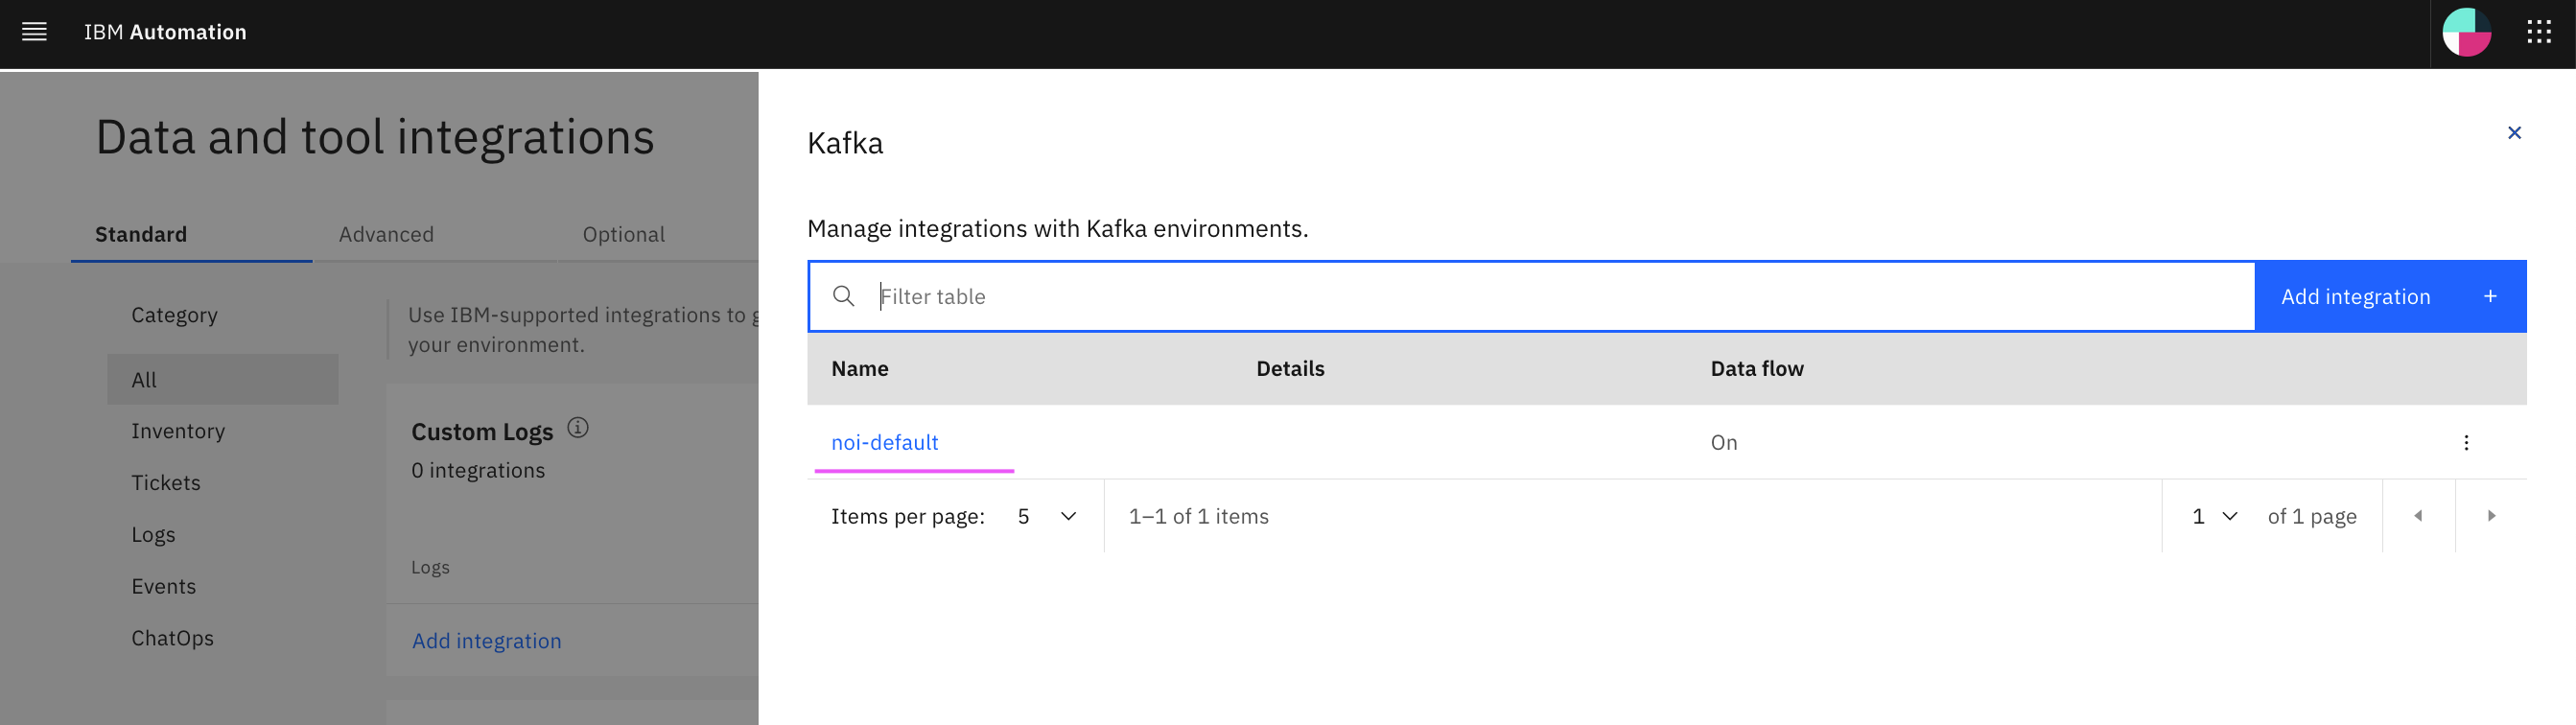 IBM Automation
Data and tool integrations
Standard Advanced Optional
Category
All
Inventory
Tickets
Logs
Events
ChatOps
Use IBM-supported integrations to g
your environment.
Custom Logs
0 integrations
Logs
Add integration
Kafka
Manage integrations with Kafka environments.
Filter table
Add integration +
Name Details Data flow
noi-default On
Items per page: 5 1–1 of 1 items 1 of 1 page